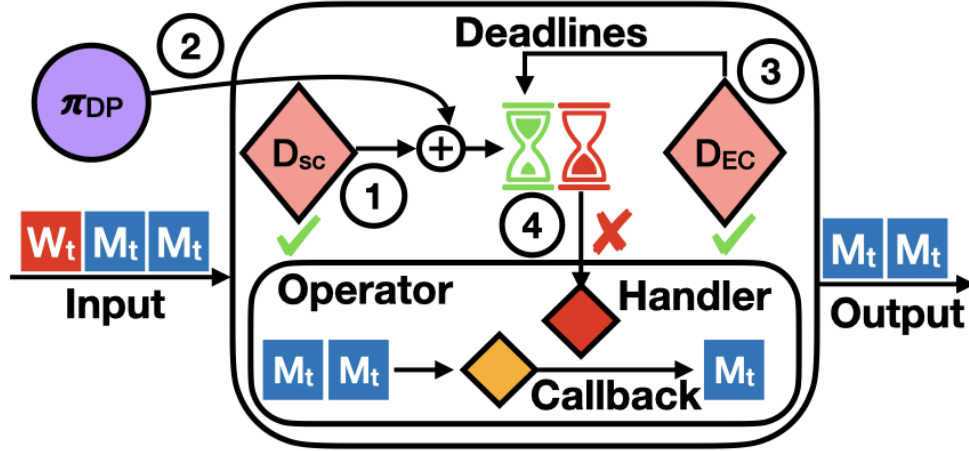 Deadlines
2
3
πDP
DSC
+
DEC
1
4
Wt Mt Mt
Mt Mt
Input
Operator
Handler
Output
Mt Mt
Mt
Callback